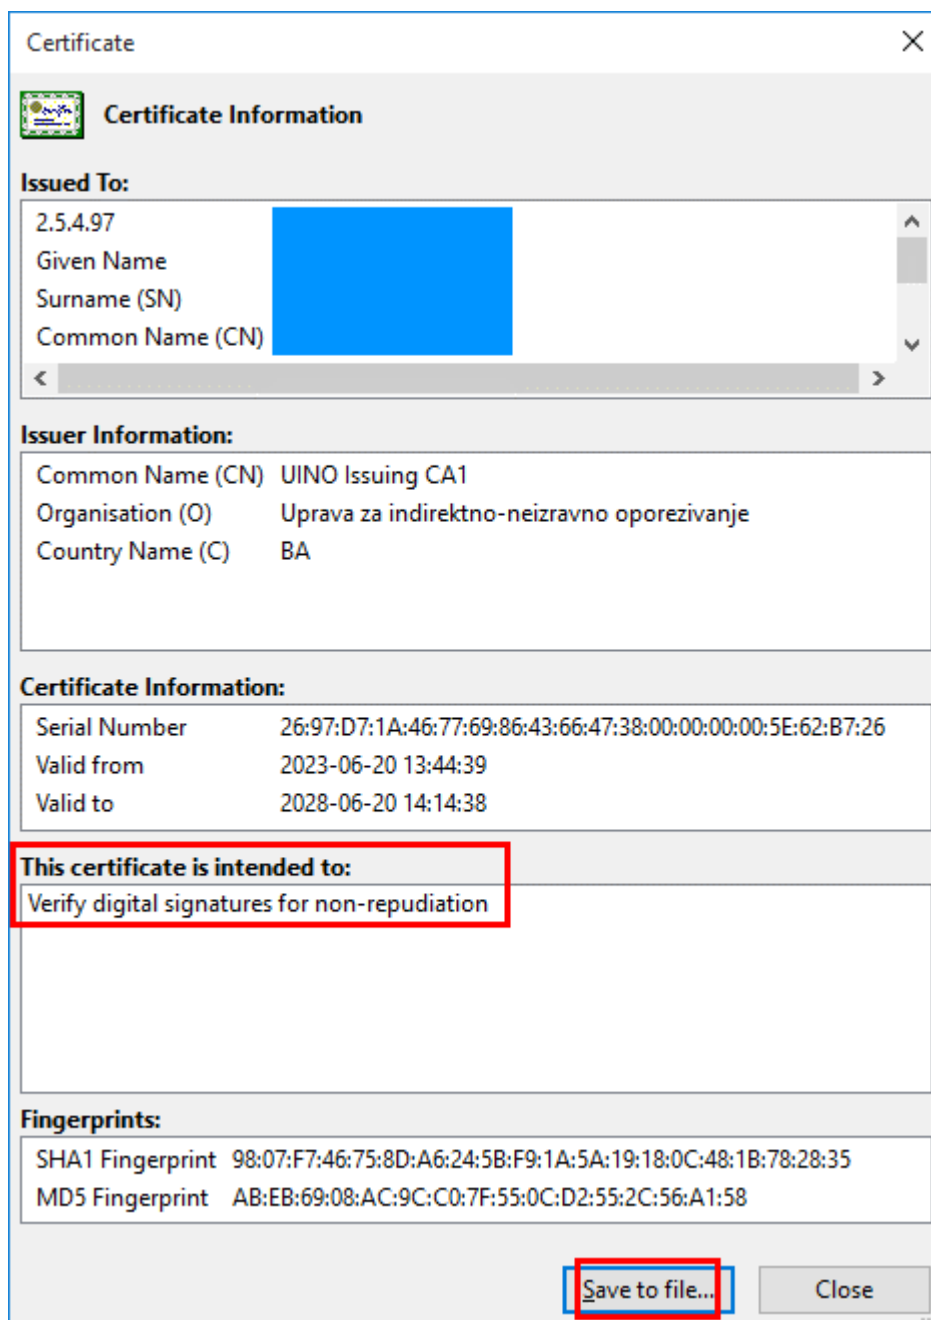 Certificate
Certificate Information
Issued To:
2.5.4.97
Given Name
Surname (SN)
Common Name (CN)
Issuer Information:
Common Name (CN) UINO Issuing CA1
Organisation (O) Uprava za indirektno-neizravno oporezivanje
Country Name (C) BA
Certificate Information:
Serial Number 26:97:D7:1A:46:77:69:86:43:66:47:38:00:00:00:00:5E:62:B7:26
Valid from 2023-06-20 13:44:39
Valid to 2028-06-20 14:14:38
This certificate is intended to:
Verify digital signatures for non-repudiation
Fingerprints:
SHA1 Fingerprint 98:07:F7:46:75:8D:A6:24:5B:F9:1A:5A:19:18:0C:48:1B:78:28:35
MD5 Fingerprint AB:EB:69:08:AC:9C:C0:7F:55:0C:D2:55:2C:56:A1:58
Save to file... Close